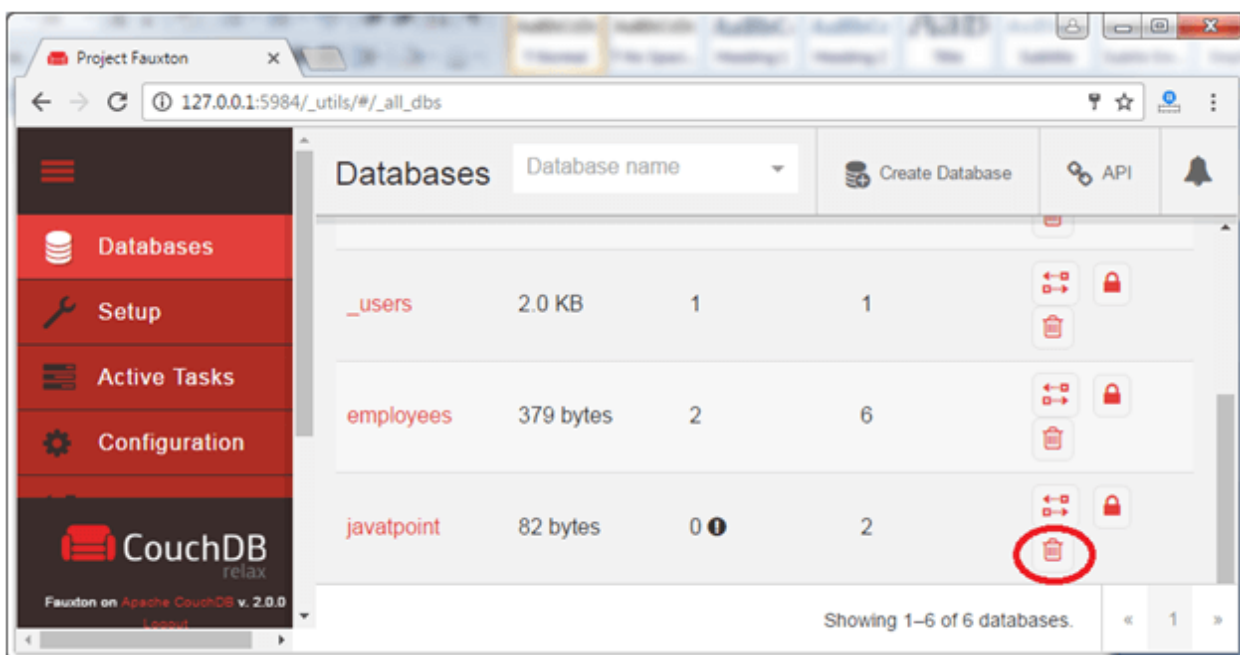 Project Fauxton
127.0.0.1:5984/_utils/#/_all_dbs
Databases
Database name
Create Database
API
Databases
Setup
Active Tasks
Configuration
_users 2.0 KB 1 1
employees 379 bytes 2 6
javatpoint 82 bytes 0 2
CouchDB
relax
Fauxton on Apache CouchDB v. 2.0.0
Logout
Showing 1–6 of 6 databases.
« 1 »